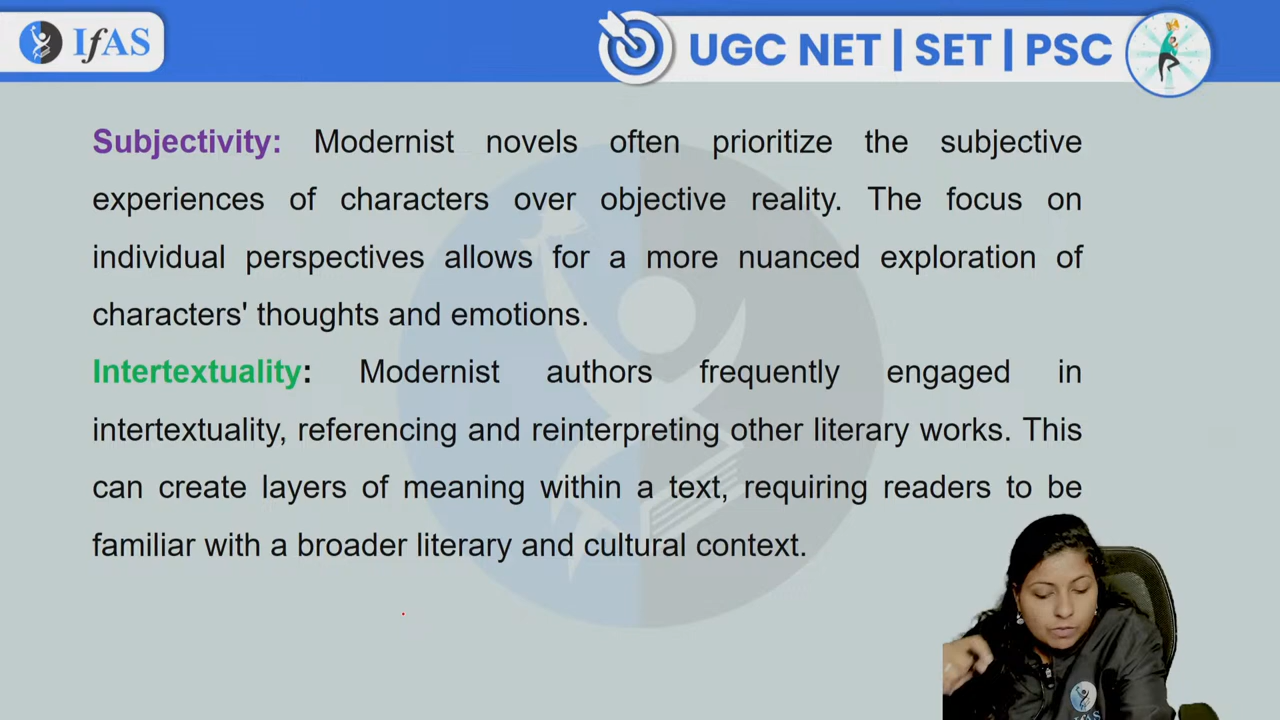 IfAS
UGC NET | SET | PSC
Subjectivity: Modernist novels often prioritize the subjective
experiences of characters over objective reality. The focus on
individual perspectives allows for a more nuanced exploration of
characters' thoughts and emotions.
Intertextuality: Modernist authors frequently engaged in
intertextuality, referencing and reinterpreting other literary works. This
can create layers of meaning within a text, requiring readers to be
familiar with a broader literary and cultural context.
IfAS